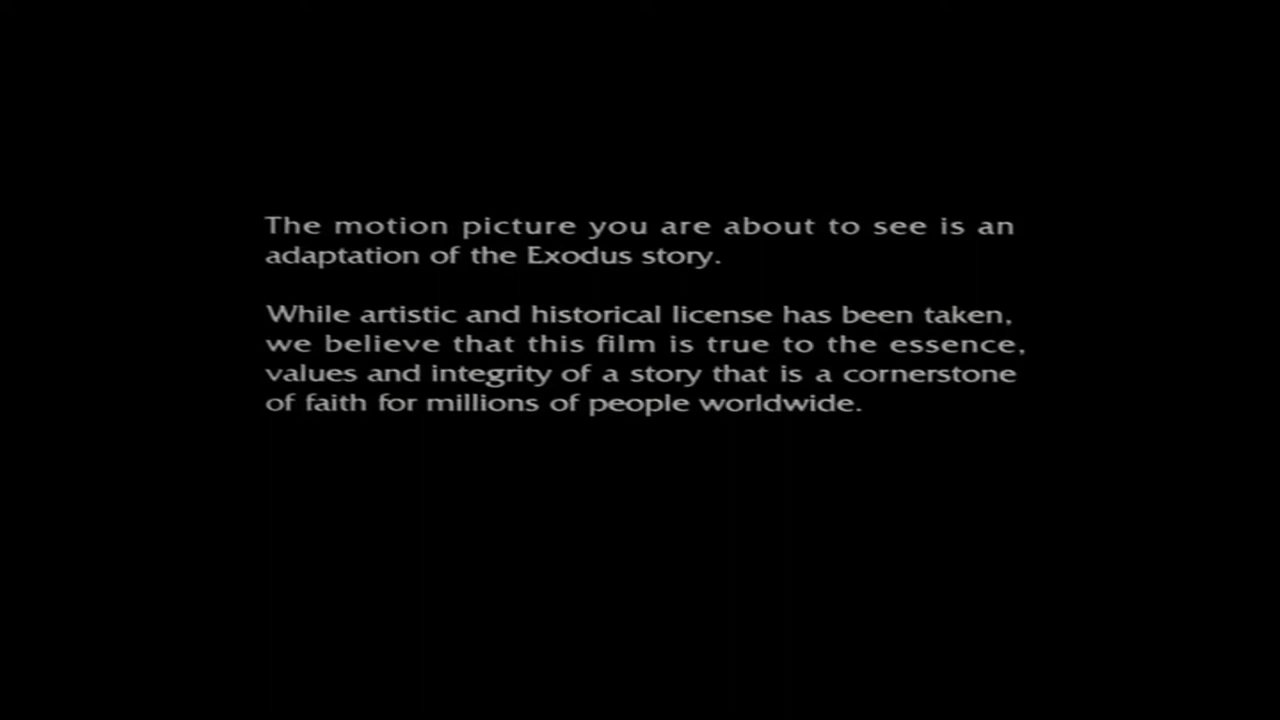 The motion picture you are about to see is an
adaptation of the Exodus story.
While artistic and historical license has been taken,
we believe that this film is true to the essence,
values and integrity of a story that is a cornerstone
of faith for millions of people worldwide.